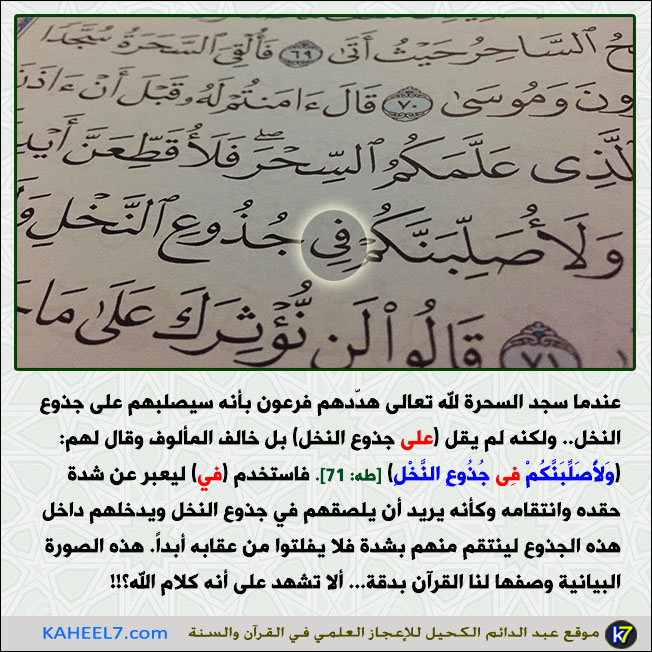 حُ ٱلسَّاحِرُ حَيۡثُ أَتَىٰ ٦٩ فَأُلۡقِيَ ٱلسَّحَرَةُ سُجَّدٗا
رُونَ وَمُوسَىٰ ٧٠ قَالَ ءَامَنتُمۡ لَهُۥ قَبۡلَ أَنۡ ءَاذَنَ
ٱلَّذِي عَلَّمَكُمُ ٱلسِّحۡرَۖ فَلَأُقَطِّعَنَّ أَيۡدِ
وَلَأُصَلِّبَنَّكُمۡ فِي جُذُوعِ ٱلنَّخۡلِ وَلَ
٧١ قَالُواْ لَن نُّؤۡثِرَكَ عَلَىٰ مَا جَ
عندما سجد السحرة لله تعالى هدّدهم فرعون بأنه سيصلبهم على جذوع
النخل.. ولكنه لم يقل (على جذوع النخل) بل خالف المألوف وقال لهم:
(وَلَأُصَلِّبَنَّكُمْ فِي جُذُوعِ النَّخْلِ) [طه: 71]. فاستخدم (في) ليعبر عن شدة
حقده وانتقامه وكأنه يريد أن يلصقهم في جذوع النخل ويدخلهم داخل
هذه الجذوع لينتقم منهم بشدة فلا يفلتوا من عقابه أبداً. هذه الصورة
البيانية وصفها لنا القرآن بدقة... ألا تشهد على أنه كلام الله؟!!
k7 موقع عبد الدائم الكحيل للإعجاز العلمي في القرآن والسنة - KAHEEL7.com